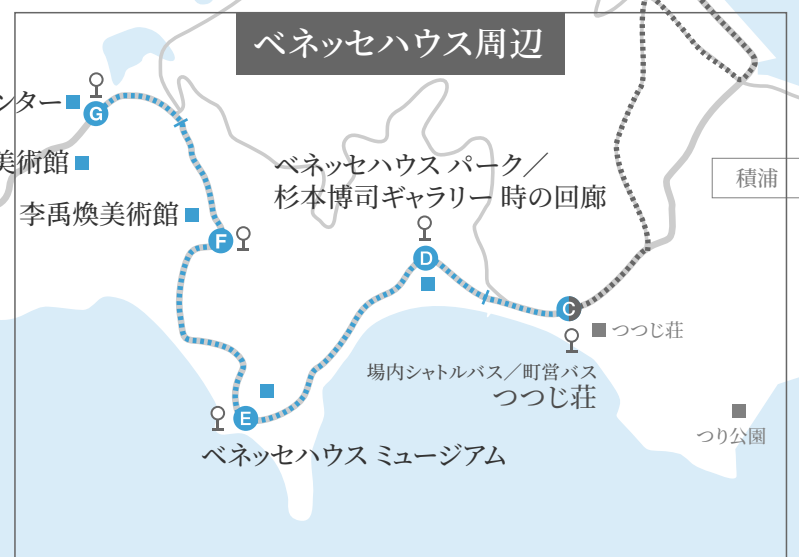 ベネッセハウス周辺
ンター
G
美術館
ベネッセハウス パーク／
杉本博司ギャラリー 時の回廊
積浦
李禹煥美術館
F
D
C
つつじ荘
場内シャトルバス／町営バス
つつじ荘
E
つり公園
ベネッセハウス ミュージアム